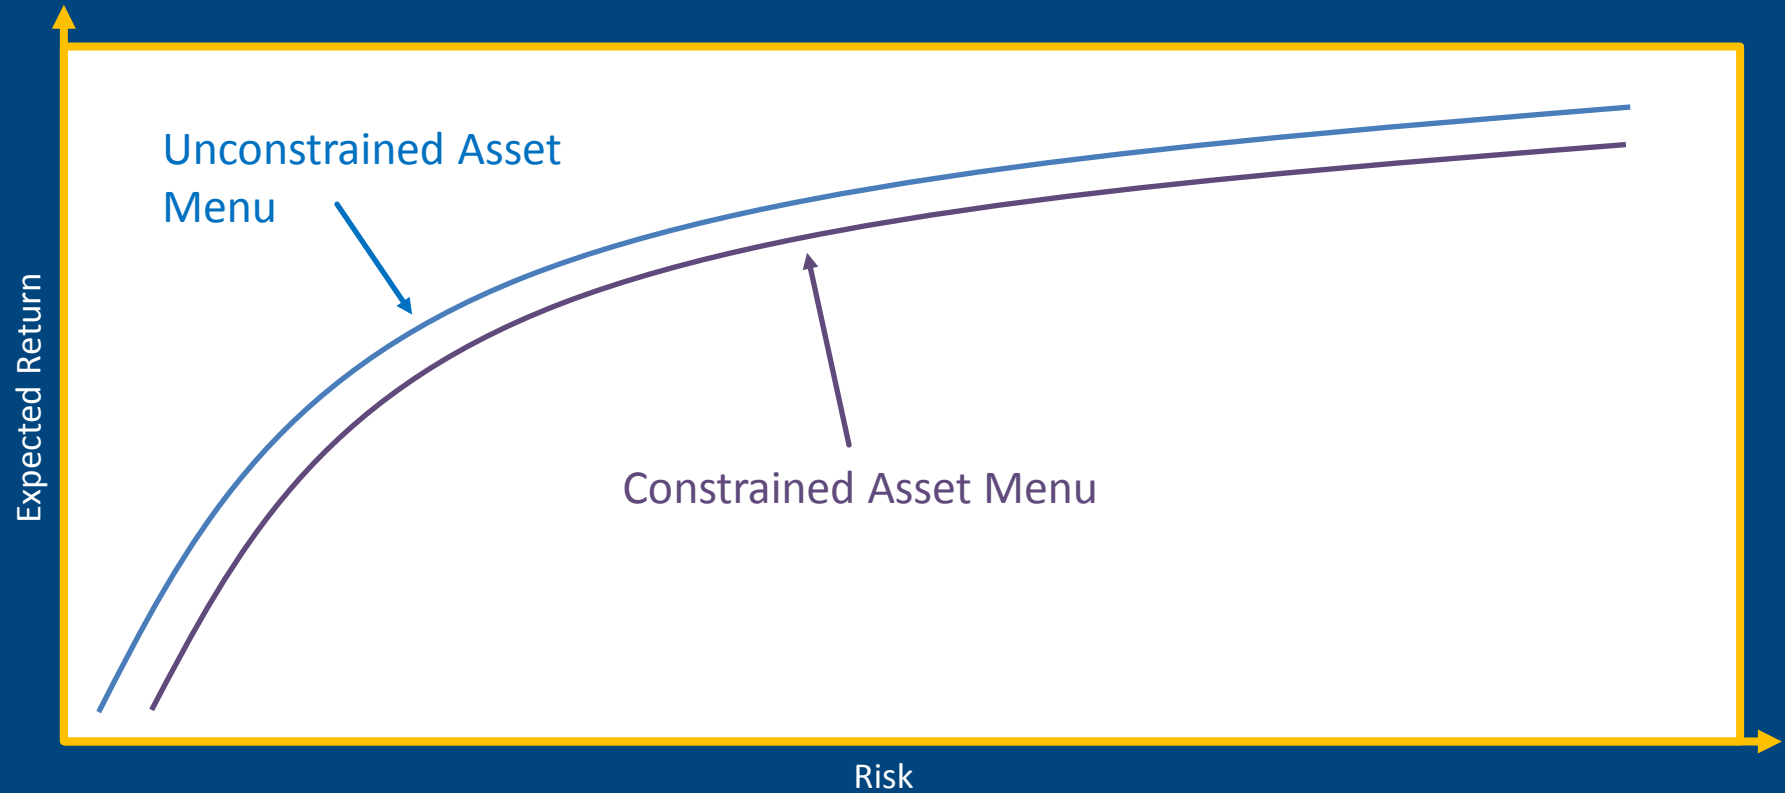 Unconstrained Asset
Menu
Expected Return
Constrained Asset Menu
Risk